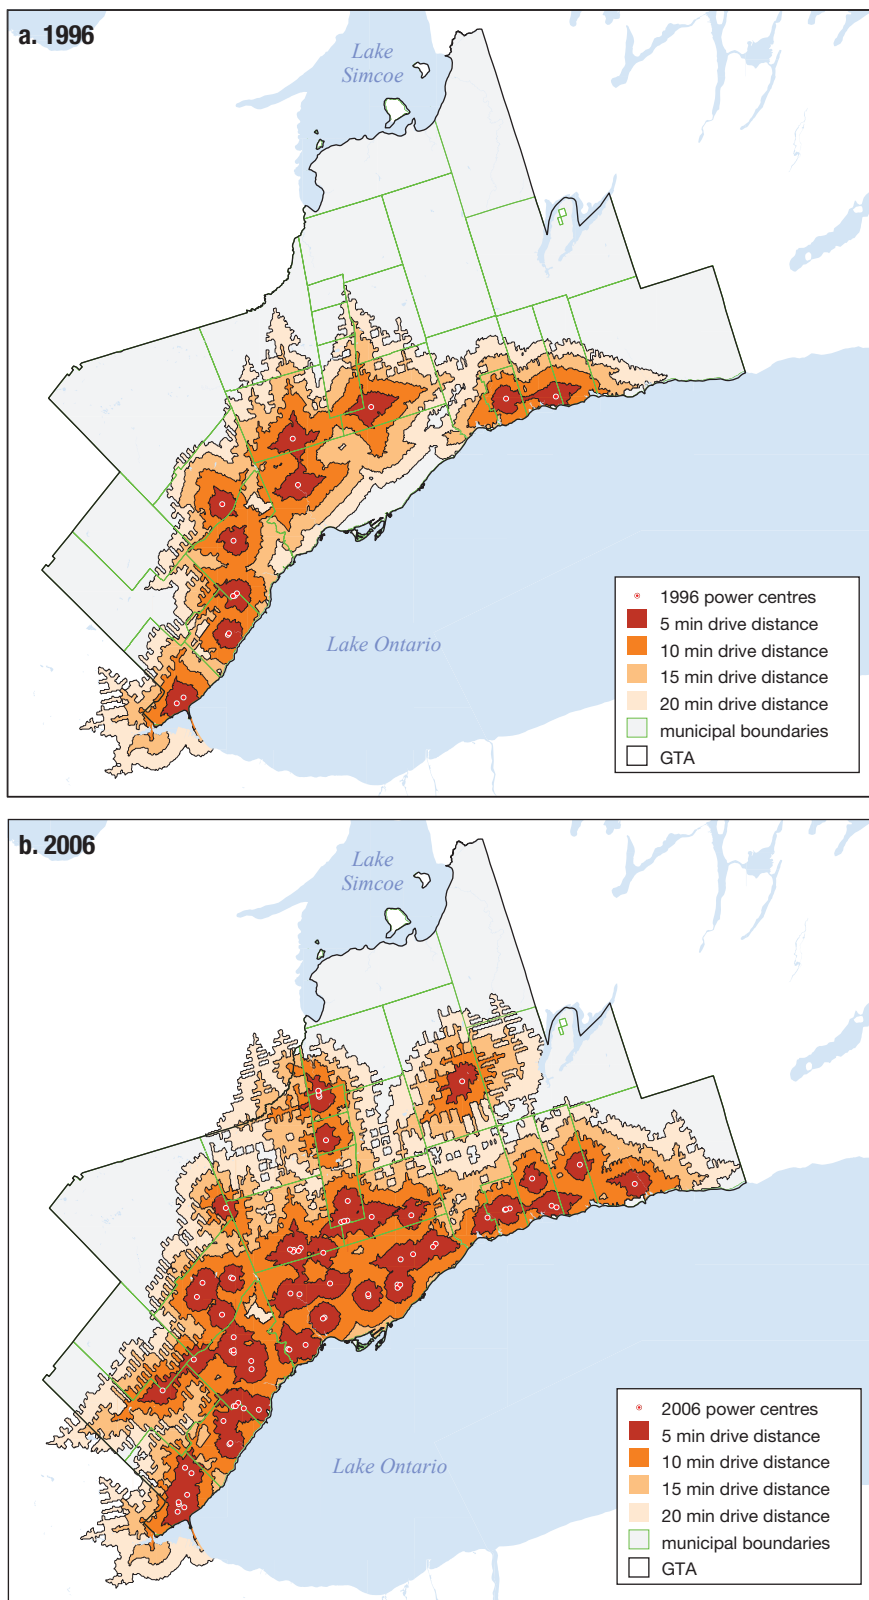 a. 1996
Lake
Simcoe
Lake Ontario
1996 power centres
5 min drive distance
10 min drive distance
15 min drive distance
20 min drive distance
municipal boundaries
GTA
b. 2006
Lake
Simcoe
Lake Ontario
2006 power centres
5 min drive distance
10 min drive distance
15 min drive distance
20 min drive distance
municipal boundaries
GTA